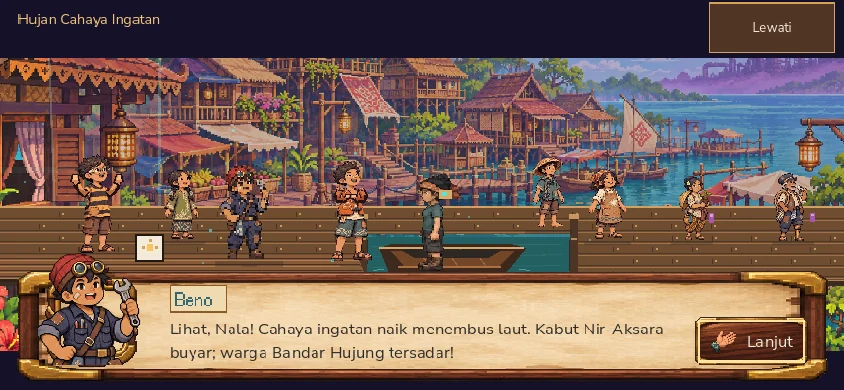 Hujan Cahaya Ingatan
Lewati
Beno
Lihat, Nala! Cahaya ingatan naik menembus laut. Kabut Nir-Aksara
buyar; warga Bandar Hujung tersadar!
Lanjut